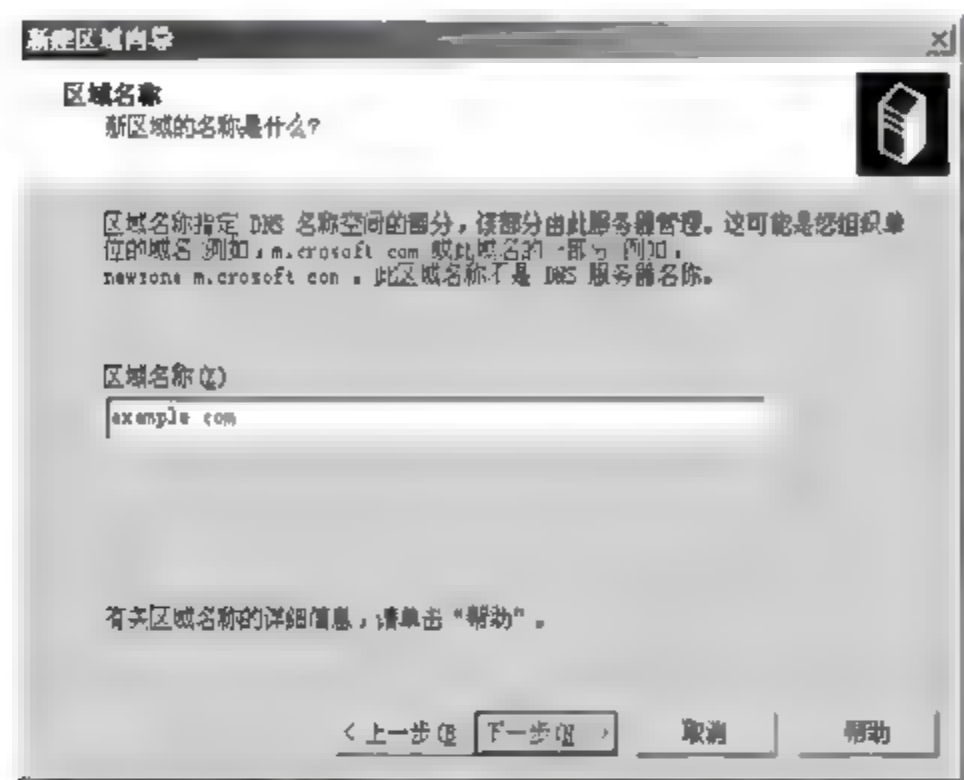 新建区域向导
区域名称
新区域的名称是什么?
区域名称指定 DNS 名称空间的部分,该部分由此服务器管理。这可能是您组织单
位的域名 例如,m.crosoft com 或此域名的一部分 例如,
newzone m.crosoft com 。此区域名称不是 DNS 服务器名称。
区域名称(Z)
example com
有关区域名称的详细信息,请单击“帮助”。
< 上一步(B 下一步(N >  取消 帮助